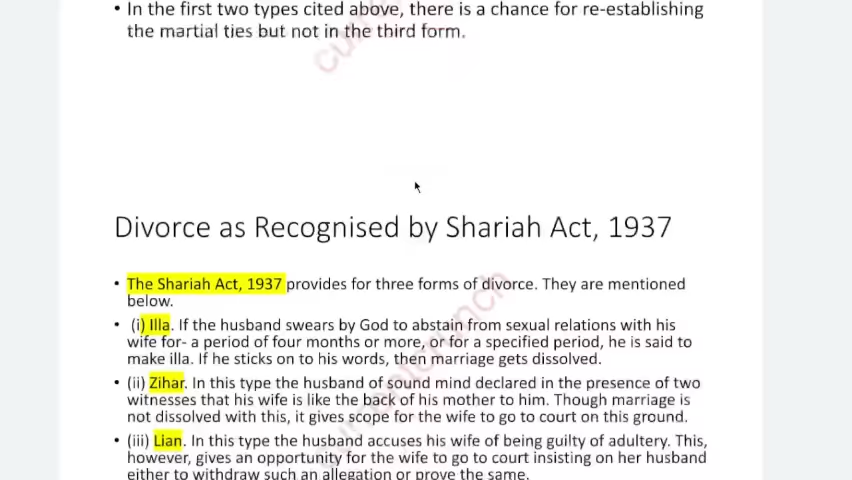 • In the first two types cited above, there is a chance for re-establishing
the martial ties but not in the third form.
Divorce as Recognised by Shariah Act, 1937
• The Shariah Act, 1937 provides for three forms of divorce. They are mentioned
below.
• (i) Illa. If the husband swears by God to abstain from sexual relations with his
wife for- a period of four months or more, or for a specified period, he is said to
make illa. If he sticks on to his words, then marriage gets dissolved.
• (ii) Zihar. In this type the husband of sound mind declared in the presence of two
witnesses that his wife is like the back of his mother to him. Though marriage is
not dissolved with this, it gives scope for the wife to go to court on this ground.
• (iii) Lian. In this type the husband accuses his wife of being guilty of adultery. This,
however, gives an opportunity for the wife to go to court insisting on her husband
either to withdraw such an allegation or prove the same.